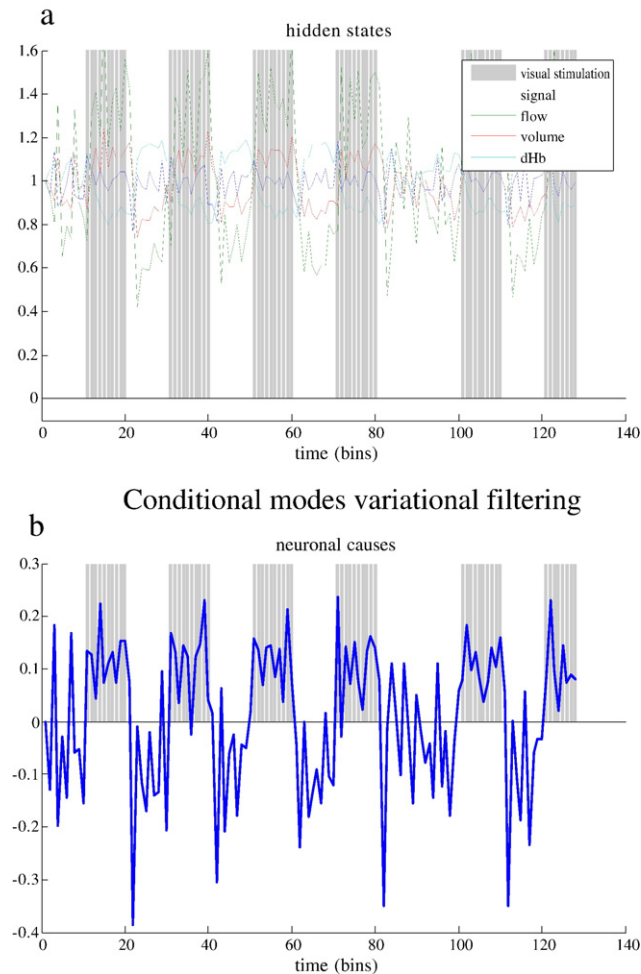 a
hidden states
1.6
1.4
1.2
1
0.8
0.6
0.4
0.2
0
visual stimulation
signal
flow
volume
dHb
0 20 40 60 80 100 120 140
time (bins)
Conditional modes variational filtering
b
neuronal causes
0.3
0.2
0.1
0
-0.1
-0.2
-0.3
-0.4
0 20 40 60 80 100 120 140
time (bins)